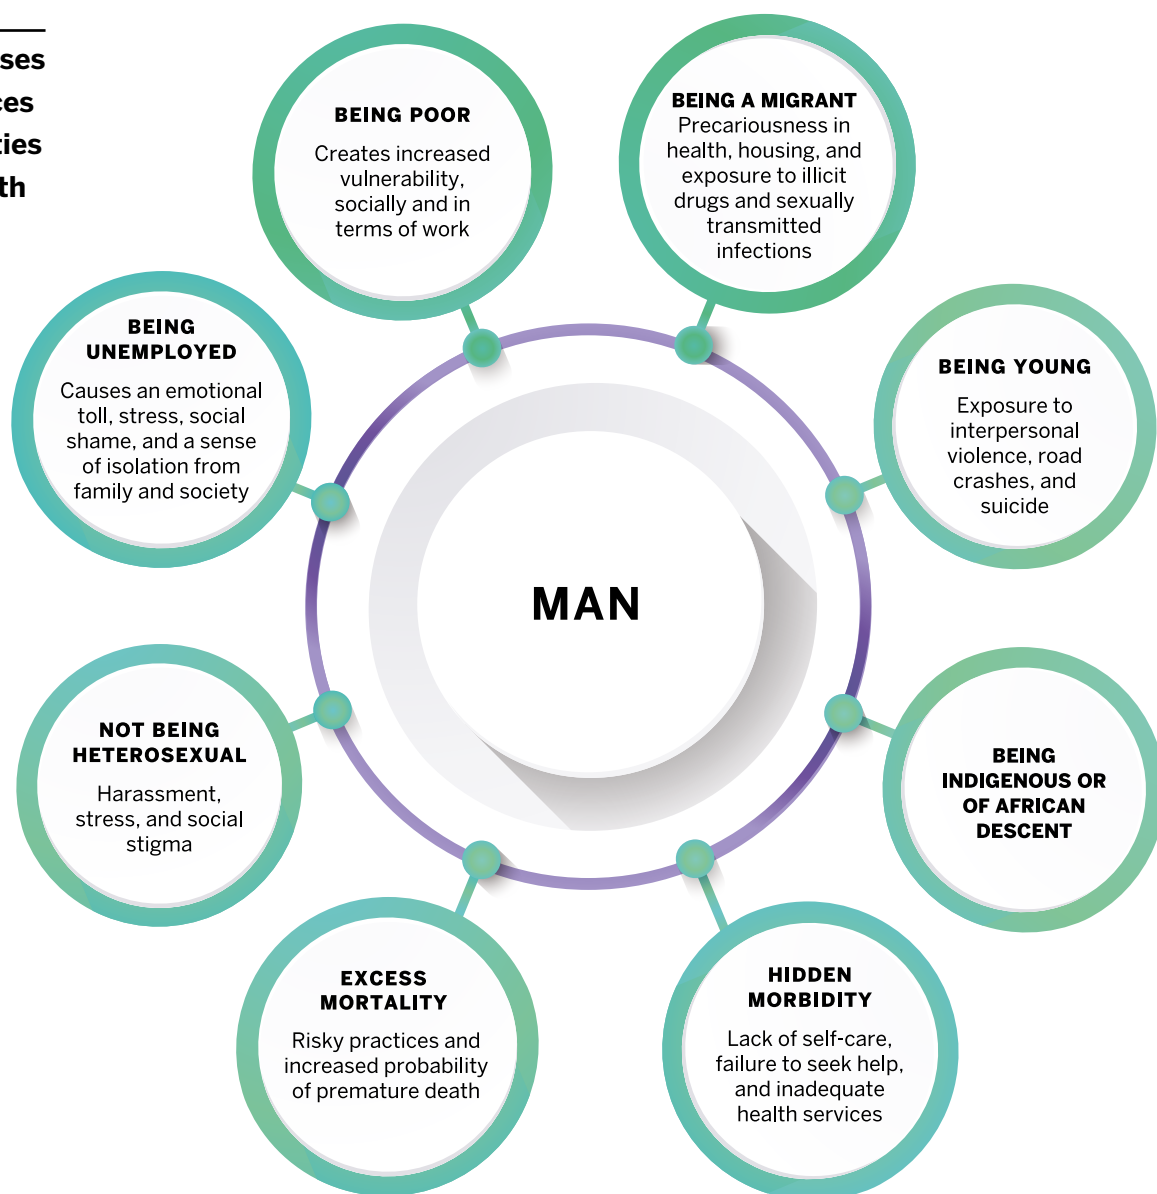 BEING POOR
Creates increased
vulnerability,
socially and in
terms of work
BEING A MIGRANT
Precariousness in
health, housing, and
exposure to illicit
drugs and sexually
transmitted
infections
BEING
UNEMPLOYED
Causes an emotional
toll, stress, social
shame, and a sense
of isolation from
family and society
BEING YOUNG
Exposure to
interpersonal
violence, road
crashes, and
suicide
MAN
NOT BEING
HETEROSEXUAL
Harassment,
stress, and social
stigma
BEING
INDIGENOUS OR
OF AFRICAN
DESCENT
EXCESS
MORTALITY
Risky practices and
increased probability
of premature death
HIDDEN
MORBIDITY
Lack of self-care,
failure to seek help,
and inadequate
health services